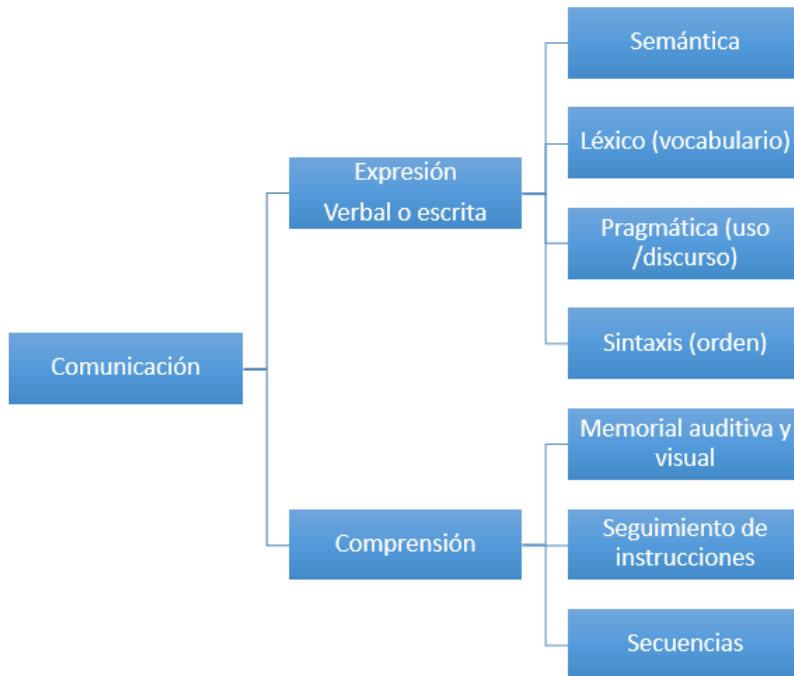 Comunicación
Expresión
Verbal o escrita
Semántica
Léxico (vocabulario)
Pragmática (uso
/discurso)
Sintaxis (orden)
Comprensión
Memorial auditiva y
visual
Seguimiento de
instrucciones
Secuencias